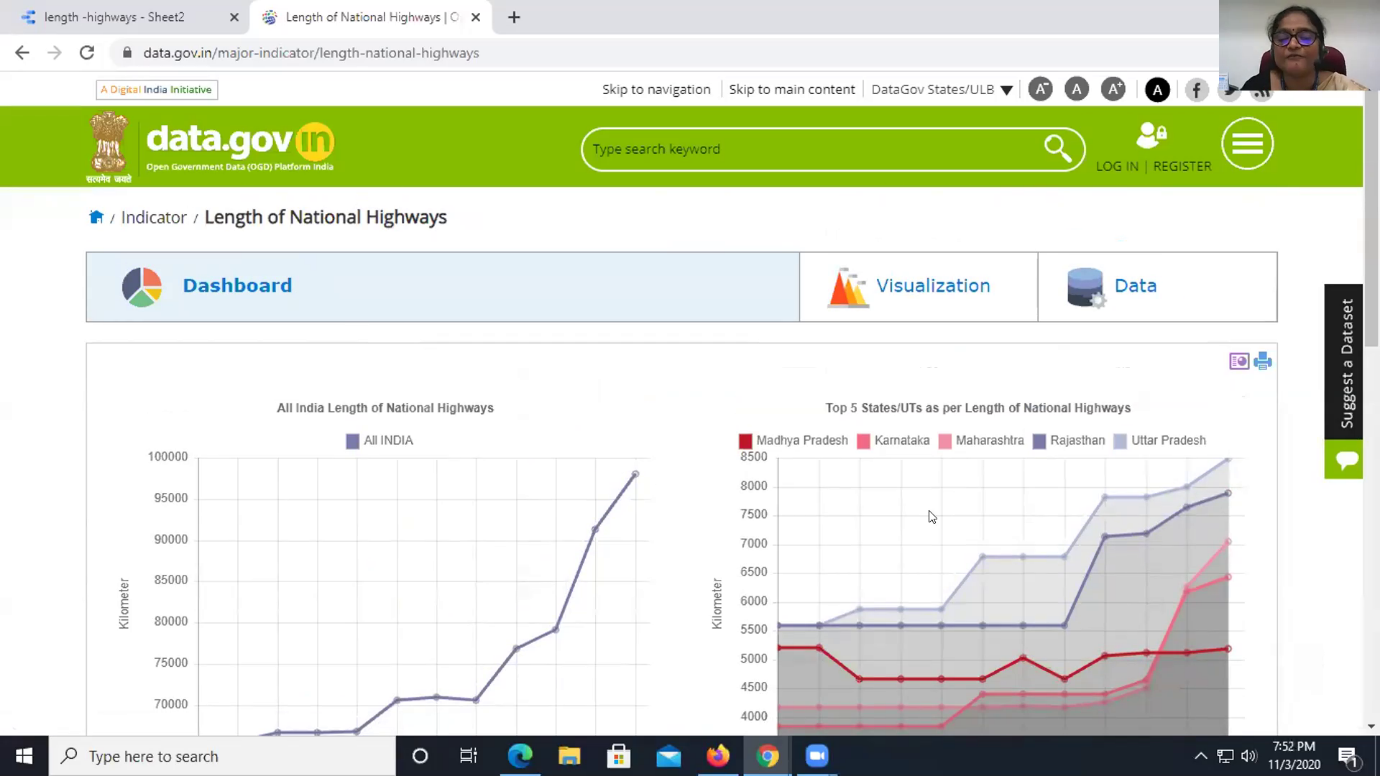 length -highways - Sheet2
Length of National Highways | O
data.gov.in/major-indicator/length-national-highways
A Digital India Initiative
Skip to navigation
Skip to main content
DataGov States/ULB
A-
A
A+
A
सत्यमेव जयते
data.gov in
Open Government Data (OGD) Platform India
Type search keyword
LOG IN | REGISTER
/ Indicator / Length of National Highways
Dashboard
Visualization
Data
Suggest a Dataset
All India Length of National Highways
All INDIA
100000
95000
90000
85000
80000
75000
70000
Kilometer
Top 5 States/UTs as per Length of National Highways
Madhya Pradesh Karnataka Maharashtra Rajasthan Uttar Pradesh
8500
8000
7500
7000
6500
6000
5500
5000
4500
4000
Kilometer
Type here to search
7:52 PM
11/3/2020
1